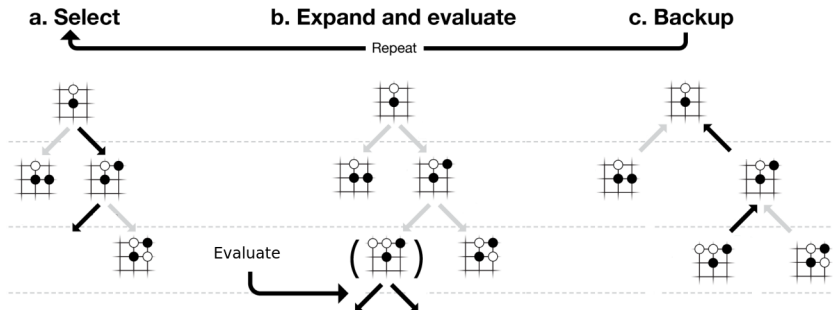 a. Select
b. Expand and evaluate
c. Backup
Repeat
Evaluate